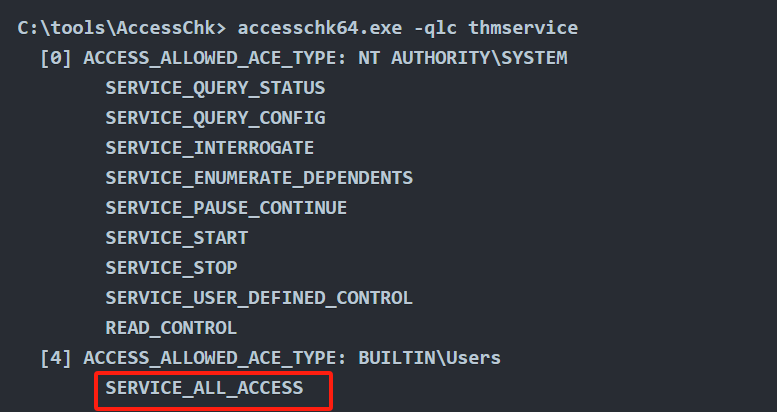 C:\tools\AccessChk> accesschk64.exe -qlc thmservice
[0] ACCESS_ALLOWED_ACE_TYPE: NT AUTHORITY\SYSTEM
SERVICE_QUERY_STATUS
SERVICE_QUERY_CONFIG
SERVICE_INTERROGATE
SERVICE_ENUMERATE_DEPENDENTS
SERVICE_PAUSE_CONTINUE
SERVICE_START
SERVICE_STOP
SERVICE_USER_DEFINED_CONTROL
READ_CONTROL
[4] ACCESS_ALLOWED_ACE_TYPE: BUILTIN\Users
SERVICE_ALL_ACCESS